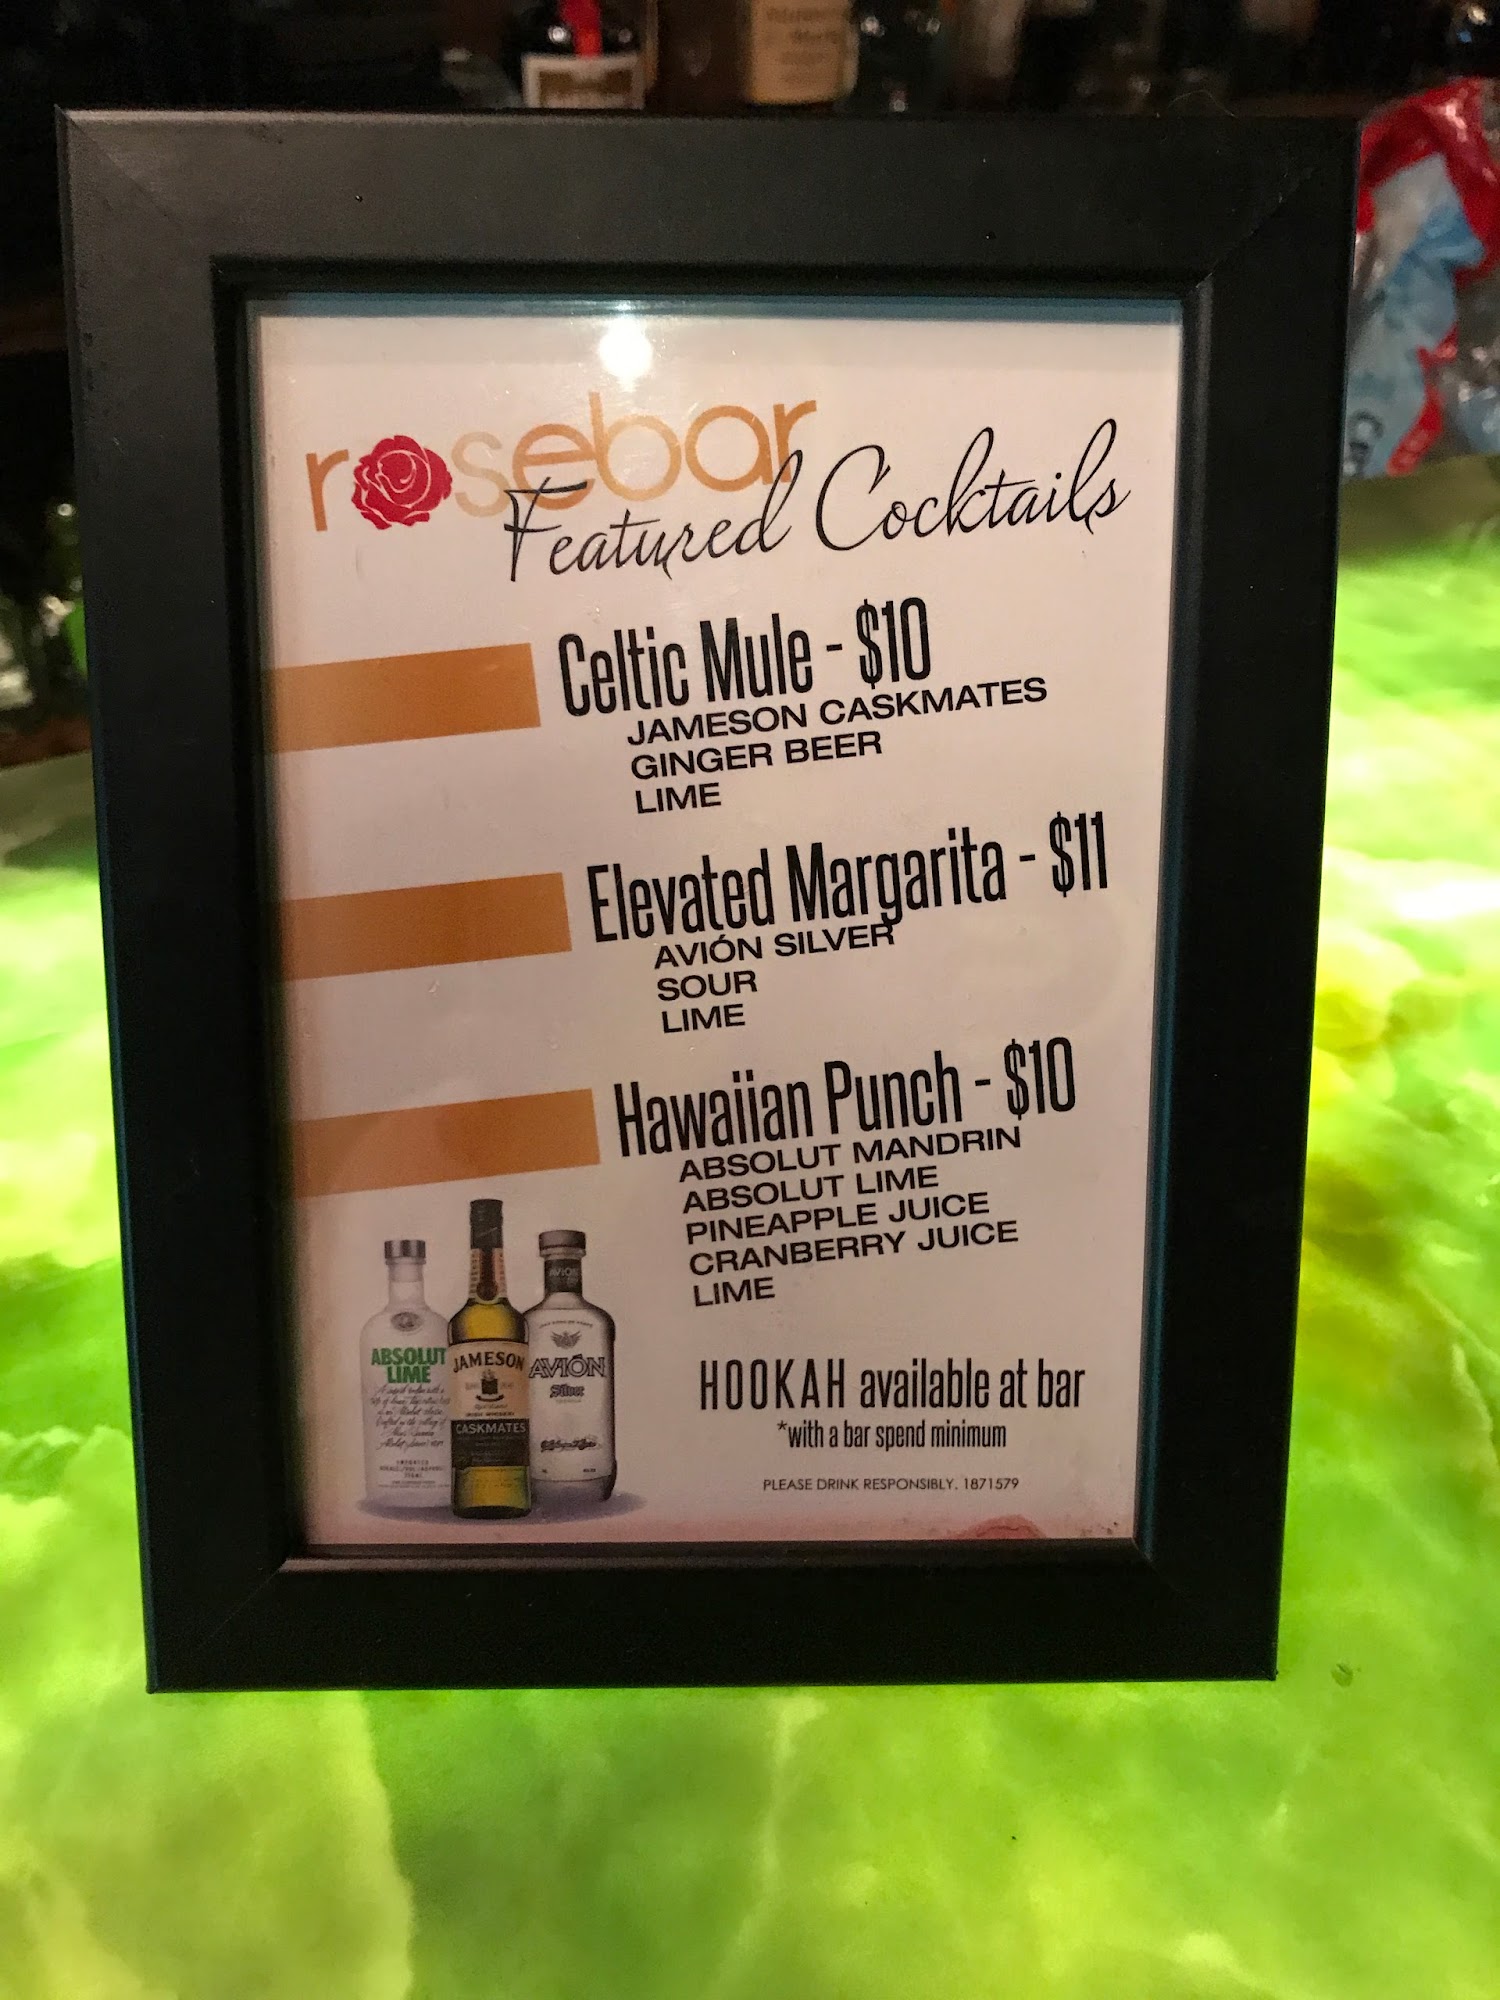 rosebar
Featured Cocktails
Celtic Mule - $10
JAMESON CASKMATES
GINGER BEER
LIME
Elevated Margarita - $11
AVIÓN SILVER
SOUR
LIME
Hawaiian Punch - $10
ABSOLUT MANDRIN
ABSOLUT LIME
PINEAPPLE JUICE
CRANBERRY JUICE
LIME
HOOKAH available at bar
*with a bar spend minimum
PLEASE DRINK RESPONSIBLY. 1871579
ABSOLUT
LIME
JAMESON
CASKMATES
AVIÓN
AVIÓN
Silver